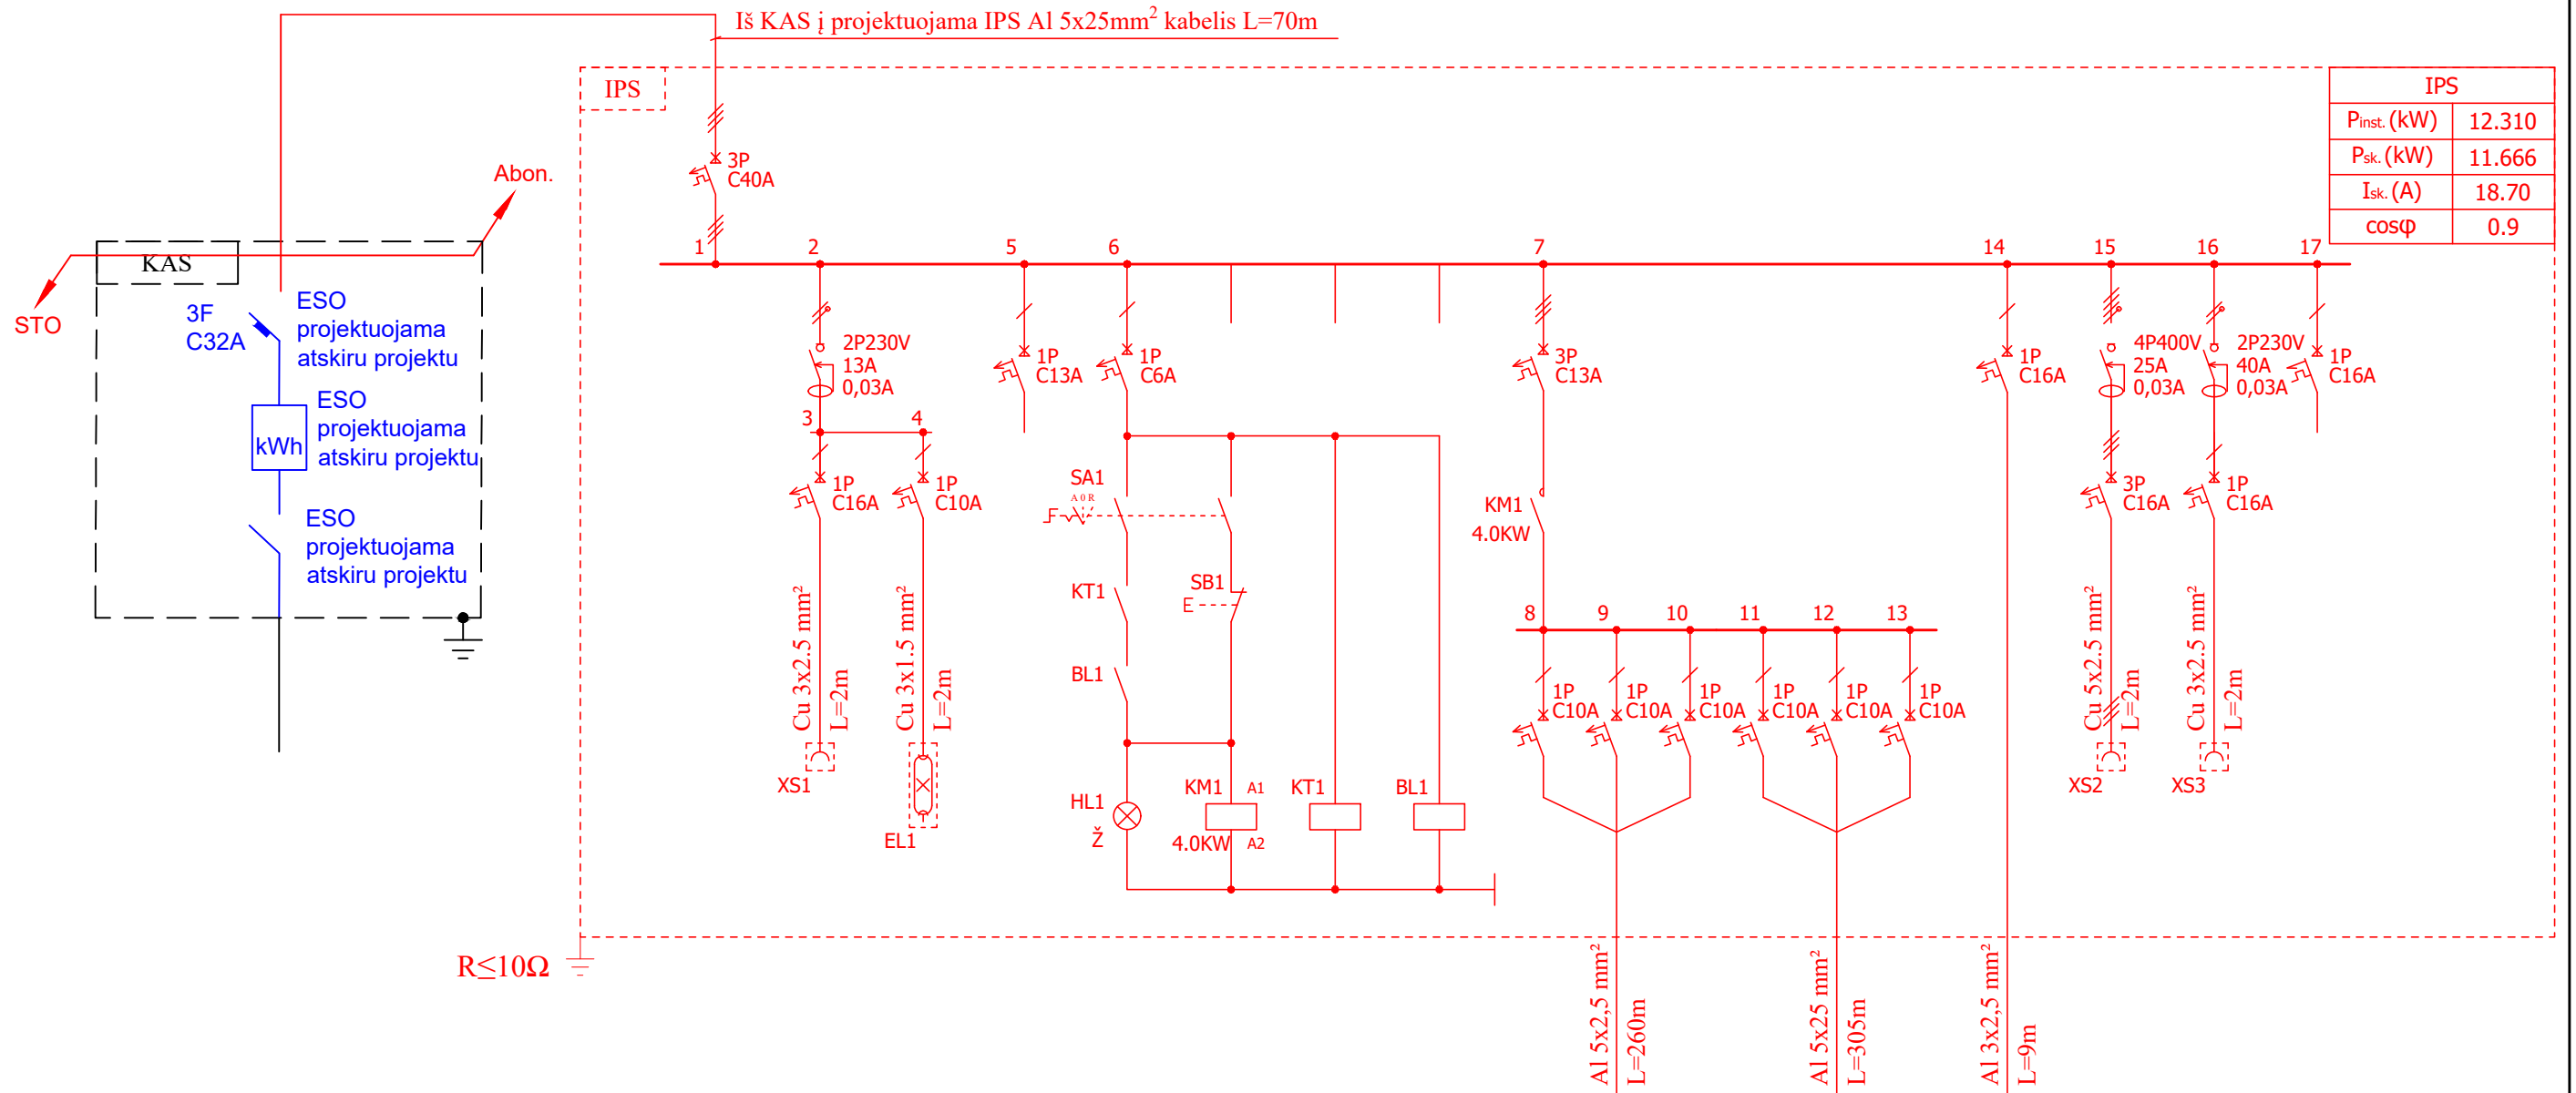 Iš KAS į projektuojama IPS Al 5x25mm² kabelis L=70m
IPS
IPS
Pinst.(kW) 12.310
Psk.(kW) 11.666
Isk.(A) 18.70
cosφ 0.9
3P
C40A
Abon.
KAS
STO
3F
C32A
ESO
projektuojama
atskiru projektu
kWh
ESO
projektuojama
atskiru projektu
ESO
projektuojama
atskiru projektu
1 2 5 6 7 14 15 16 17
2P230V
13A
0,03A
1P
C13A
1P
C6A
3P
C13A
1P
C16A
4P400V
25A
0,03A
2P230V
40A
0,03A
1P
C16A
3 4
1P
C16A
1P
C10A
SA1
A 0 R
KM1
4.0KW
3P
C16A
1P
C16A
KT1
SB1
E
BL1
8 9 10 11 12 13
1P
C10A
1P
C10A
1P
C10A
1P
C10A
1P
C10A
1P
C10A
Cu 3x2.5 mm²
L=2m
Cu 3x1.5 mm²
L=2m
Cu 5x2.5 mm²
L=2m
Cu 3x2.5 mm²
L=2m
XS1
EL1
HL1
Ž
KM1
A1
4.0KW
A2
KT1
BL1
XS2
XS3
R≤10Ω
Al 5x2,5 mm²
L=260m
Al 5x25 mm²
L=305m
Al 3x2,5 mm²
L=9m